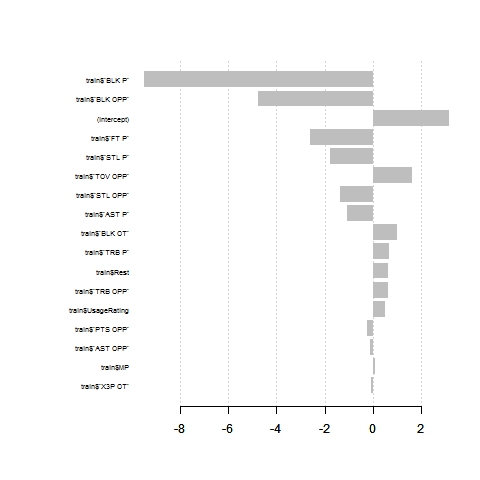 train$`BLK P`
train$`BLK OPP`
(Intercept)
train$`FT P`
train$`STL P`
train$`TOV OPP`
train$`STL OPP`
train$`AST P`
train$`BLK OT`
train$`TRB P`
train$Rest
train$`TRB OPP`
train$UsageRating
train$`PTS OPP`
train$`AST OPP`
train$MP
train$`X3P OT`
-8 -6 -4 -2 0 2